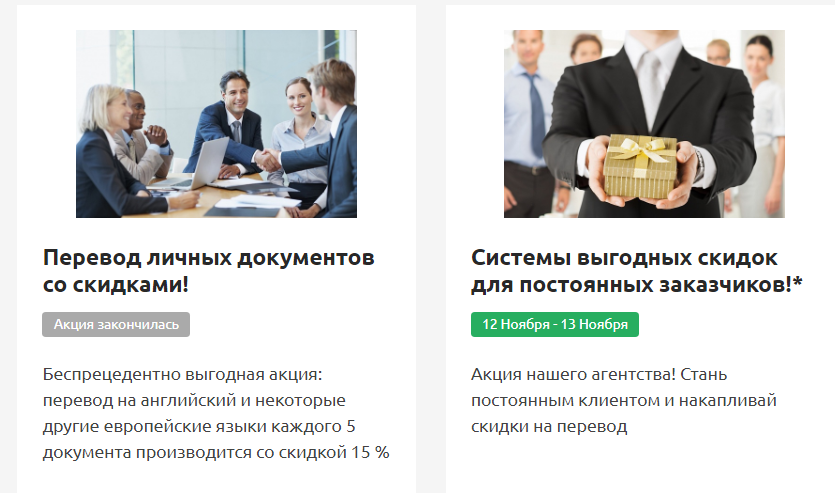 Перевод личных документов
со скидками!
Акция закончилась
Беспрецедентно выгодная акция:
перевод на английский и некоторые
другие европейские языки каждого 5
документа производится со скидкой 15 %
Системы выгодных скидок
для постоянных заказчиков!*
12 Ноября - 13 Ноября
Акция нашего агентства! Стань
постоянным клиентом и накапливай
скидки на перевод